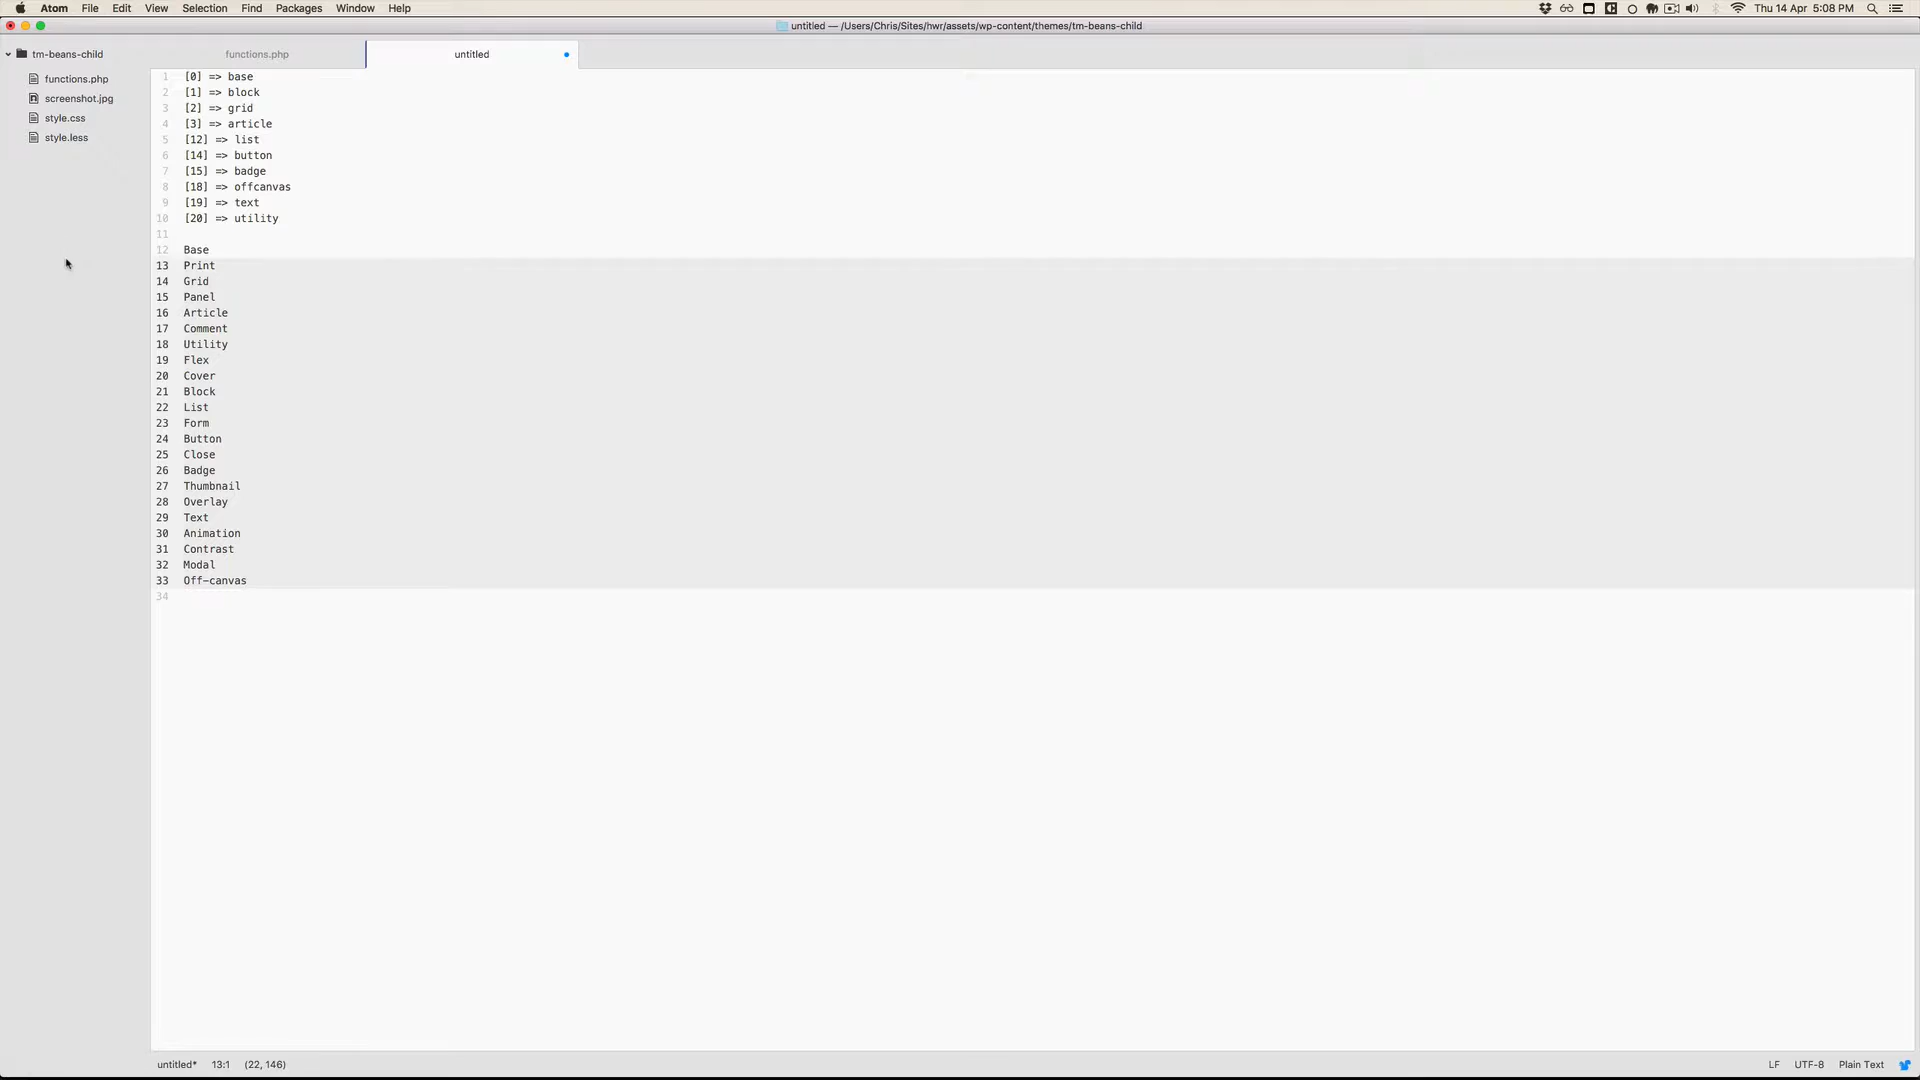 Atom File Edit View Selection Find Packages Window Help Thu 14 Apr 5:08 PM
untitled — /Users/Chris/Sites/hwr/assets/wp-content/themes/tm-beans-child
tm-beans-child
functions.php
screenshot.jpg
style.css
style.less
functions.php untitled
1 [0] => base
2 [1] => block
3 [2] => grid
4 [3] => article
5 [12] => list
6 [14] => button
7 [15] => badge
8 [18] => offcanvas
9 [19] => text
10 [20] => utility
11
12 Base
13 Print
14 Grid
15 Panel
16 Article
17 Comment
18 Utility
19 Flex
20 Cover
21 Block
22 List
23 Form
24 Button
25 Close
26 Badge
27 Thumbnail
28 Overlay
29 Text
30 Animation
31 Contrast
32 Modal
33 Off-canvas
34
untitled* 13:1 (22, 146) LF UTF-8 Plain Text